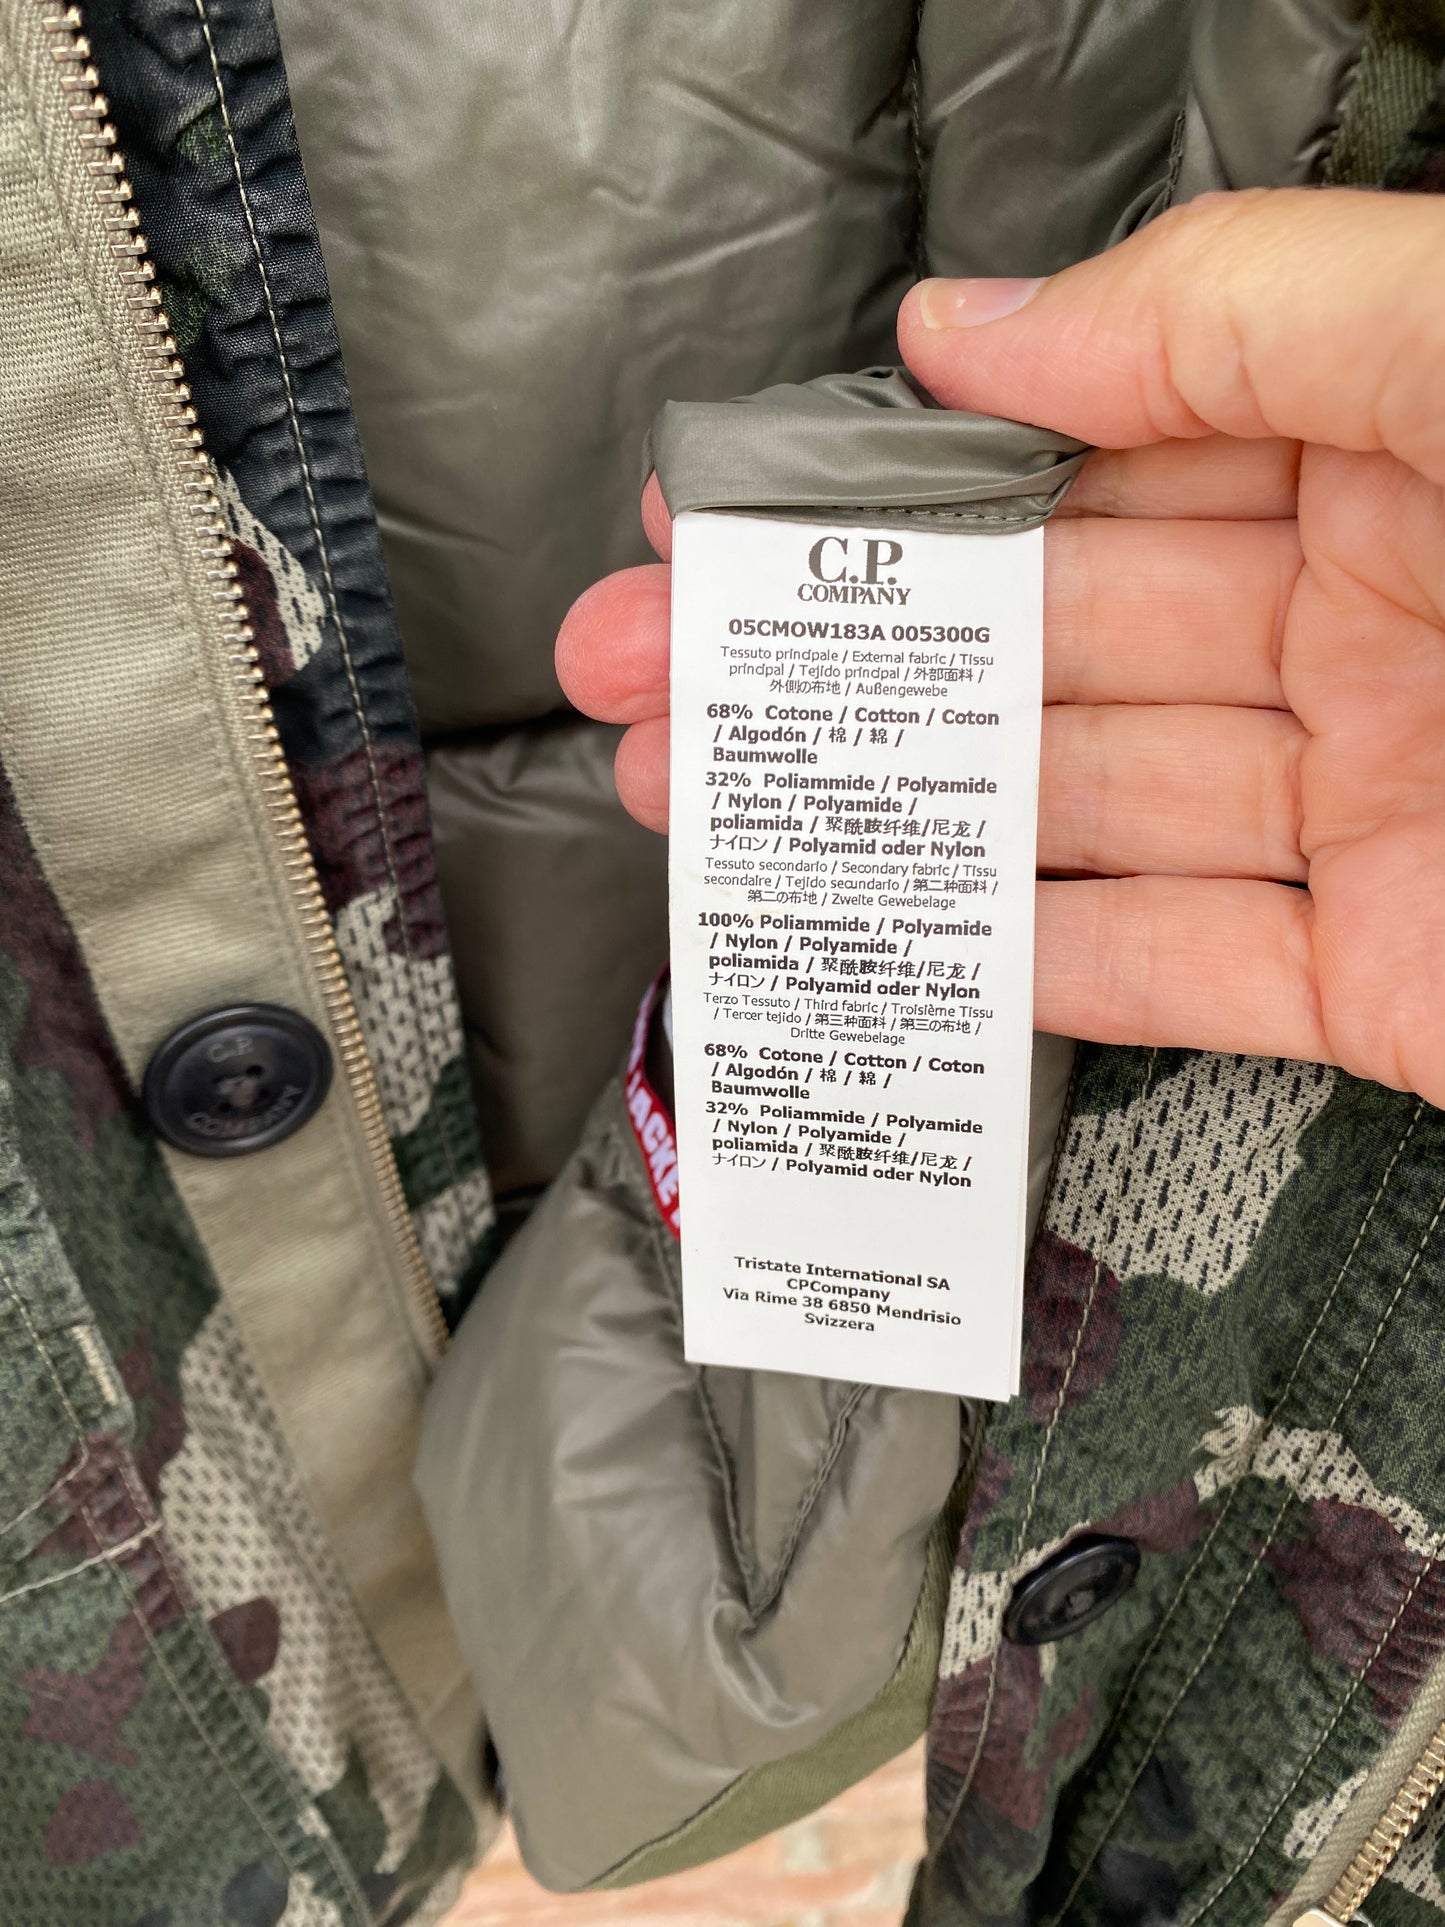 C.P.
COMPANY
05CMOW183A 005300G
Tessuto principale / External fabric / Tissu
principal / Tejido principal / 外部面料 /
外側の布地 / Außengewebe
68% Cotone / Cotton / Coton
/ Algodón / 棉 / 綿 /
Baumwolle
32% Poliammide / Polyamide
/ Nylon / Polyamide /
poliamida / 聚酰胺纤维/尼龙 /
ナイロン / Polyamid oder Nylon
Tessuto secondario / Secondary fabric / Tissu
secondaire / Tejido secundario / 第二种面料 /
第二の布地 / Zweite Gewebelage
100% Poliammide / Polyamide
/ Nylon / Polyamide /
poliamida / 聚酰胺纤维/尼龙 /
ナイロン / Polyamid oder Nylon
Terzo Tessuto / Third fabric / Troisième Tissu
/ Tercer tejido / 第三种面料 / 第三の布地 /
Dritte Gewebelage
68% Cotone / Cotton / Coton
/ Algodón / 棉 / 綿 /
Baumwolle
32% Poliammide / Polyamide
/ Nylon / Polyamide /
poliamida / 聚酰胺纤维/尼龙 /
ナイロン / Polyamid oder Nylon
Tristate International SA
CPCompany
Via Rime 38 6850 Mendrisio
Svizzera
C.P.
COMPANY
JACKE